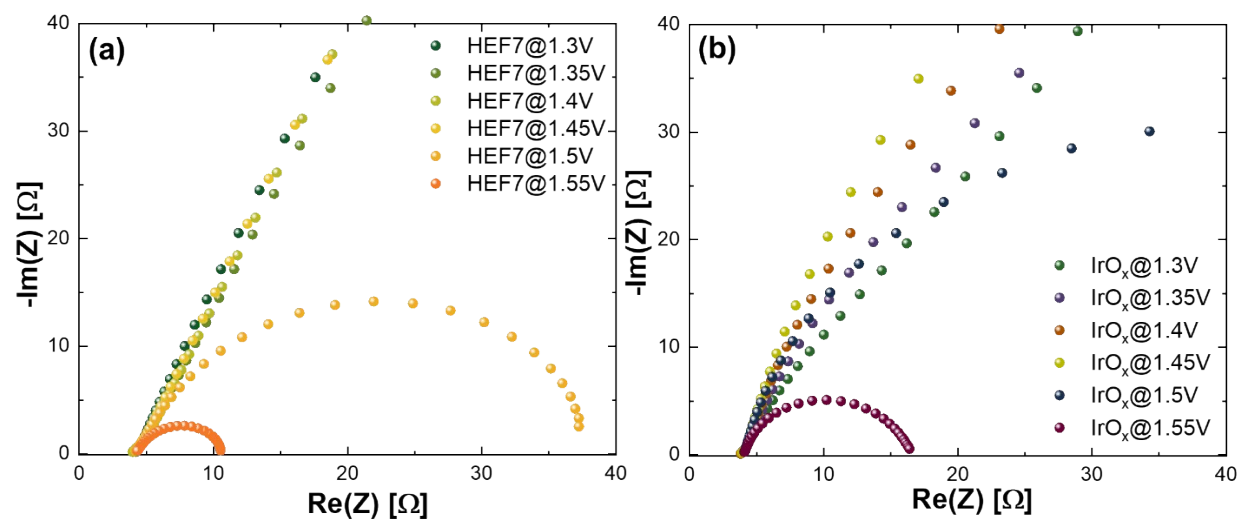 (a)
HEF7@1.3V
HEF7@1.35V
HEF7@1.4V
HEF7@1.45V
HEF7@1.5V
HEF7@1.55V
-Im(Z) [Ω]
40
30
20
10
0
0 10 20 30 40
Re(Z) [Ω]
(b)
IrOₓ@1.3V
IrOₓ@1.35V
IrOₓ@1.4V
IrOₓ@1.45V
IrOₓ@1.5V
IrOₓ@1.55V
-Im(Z) [Ω]
40
30
20
10
0
0 10 20 30 40
Re(Z) [Ω]